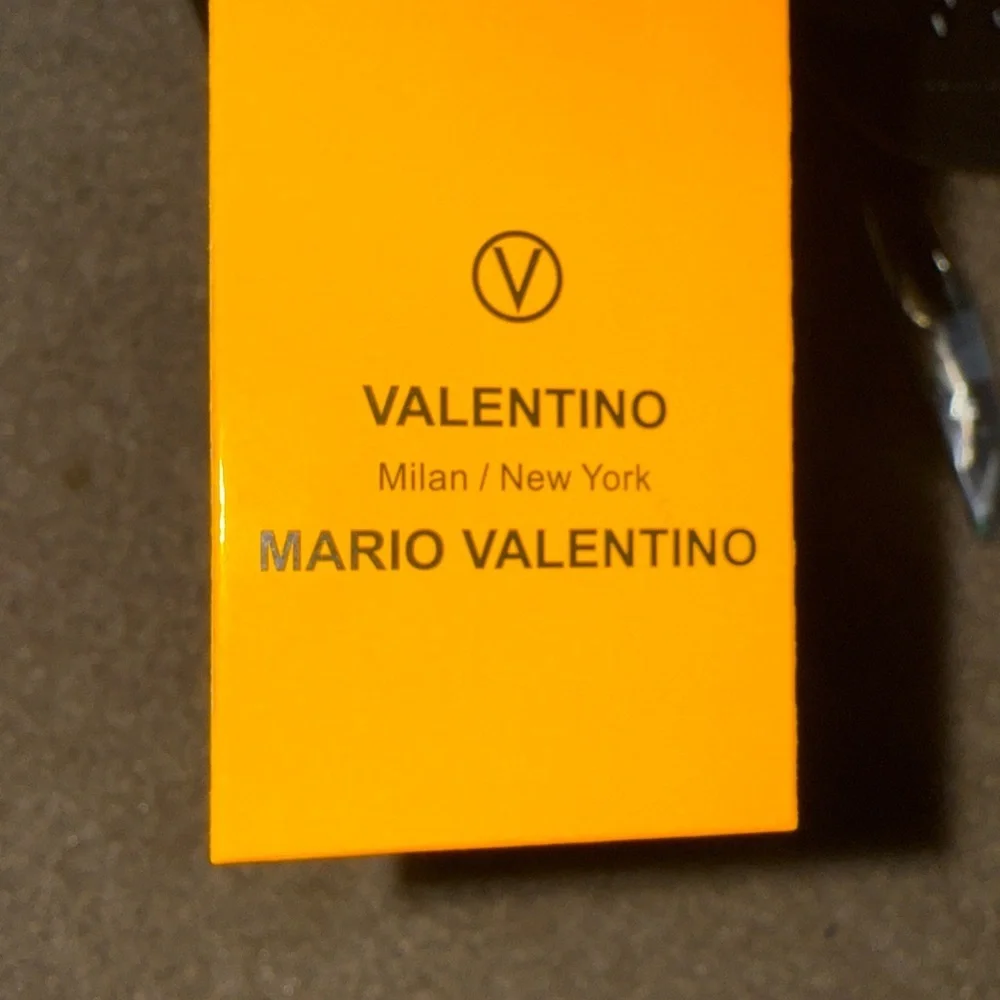 V
VALENTINO
Milan / New York
MARIO VALENTINO